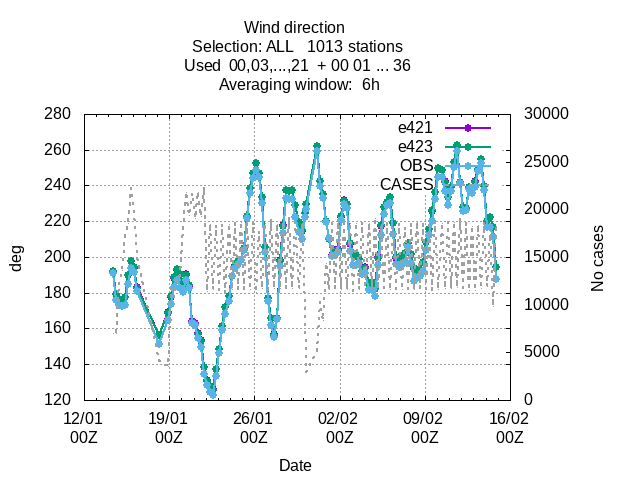 Wind direction
Selection: ALL   1013 stations
Used  00,03,...,21  + 00 01 ... 36
Averaging window:  6h
280 30000
e421
260 25000
e423
OBS
240 CASES
20000
220
200 15000
180 10000
160
140 5000
120 0
deg
No cases
12/01 19/01 26/01 02/02 09/02 16/02
00Z 00Z 00Z 00Z 00Z 00Z
Date